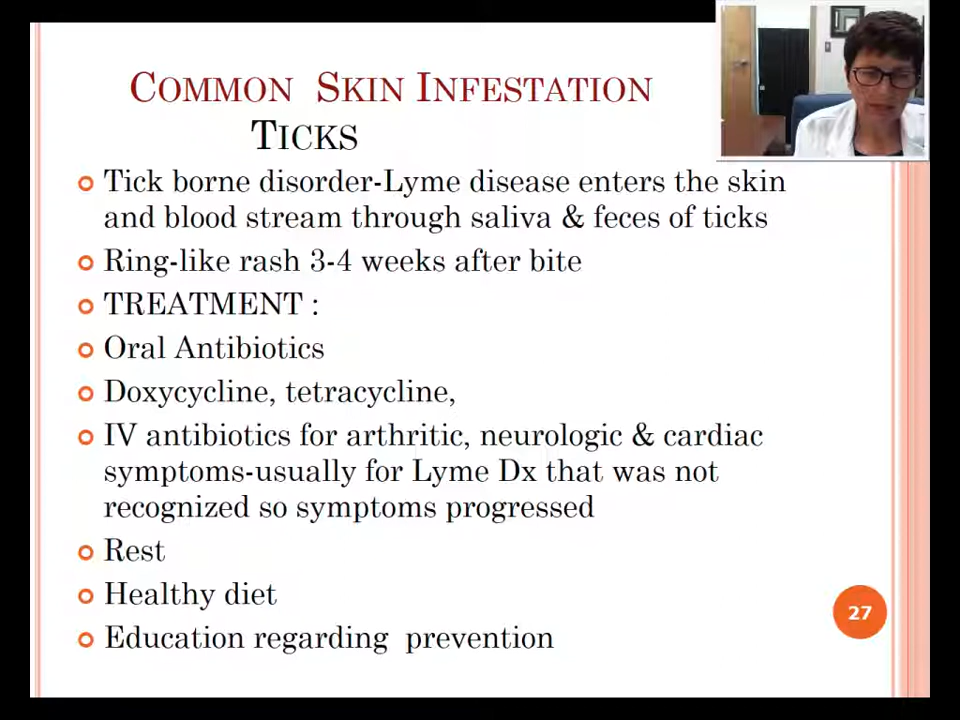 COMMON SKIN INFESTATION
TICKS
Tick borne disorder-Lyme disease enters the skin
and blood stream through saliva & feces of ticks
Ring-like rash 3-4 weeks after bite
TREATMENT :
Oral Antibiotics
Doxycycline, tetracycline,
IV antibiotics for arthritic, neurologic & cardiac
symptoms-usually for Lyme Dx that was not
recognized so symptoms progressed
Rest
Healthy diet
27
Education regarding prevention